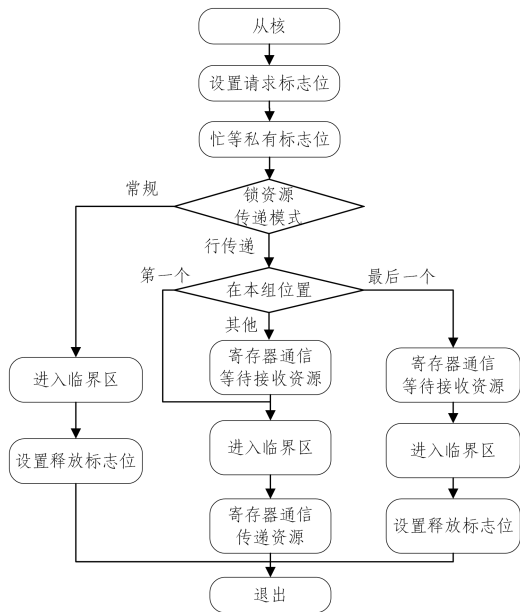 从核
设置请求标志位
忙等私有标志位
常规
锁资源
传递模式
行传递
第一个
在本组位置
最后一个
其他
进入临界区
寄存器通信
等待接收资源
寄存器通信
等待接收资源
设置释放标志位
进入临界区
进入临界区
寄存器通信
传递资源
设置释放标志位
退出